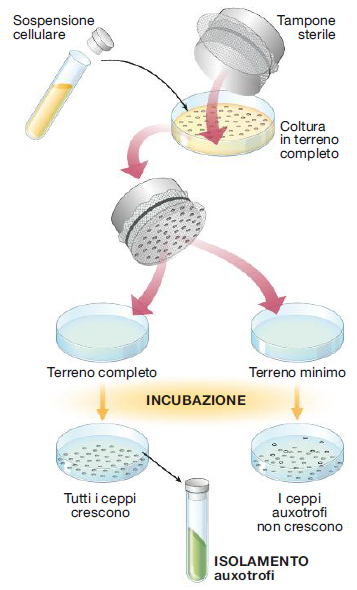 Sospensione
cellulare
Tampone
sterile
Coltura
in terreno
completo
Terreno completo
Terreno minimo
INCUBAZIONE
Tutti i ceppi
crescono
I ceppi
auxotrofi
non crescono
ISOLAMENTO
auxotrofi